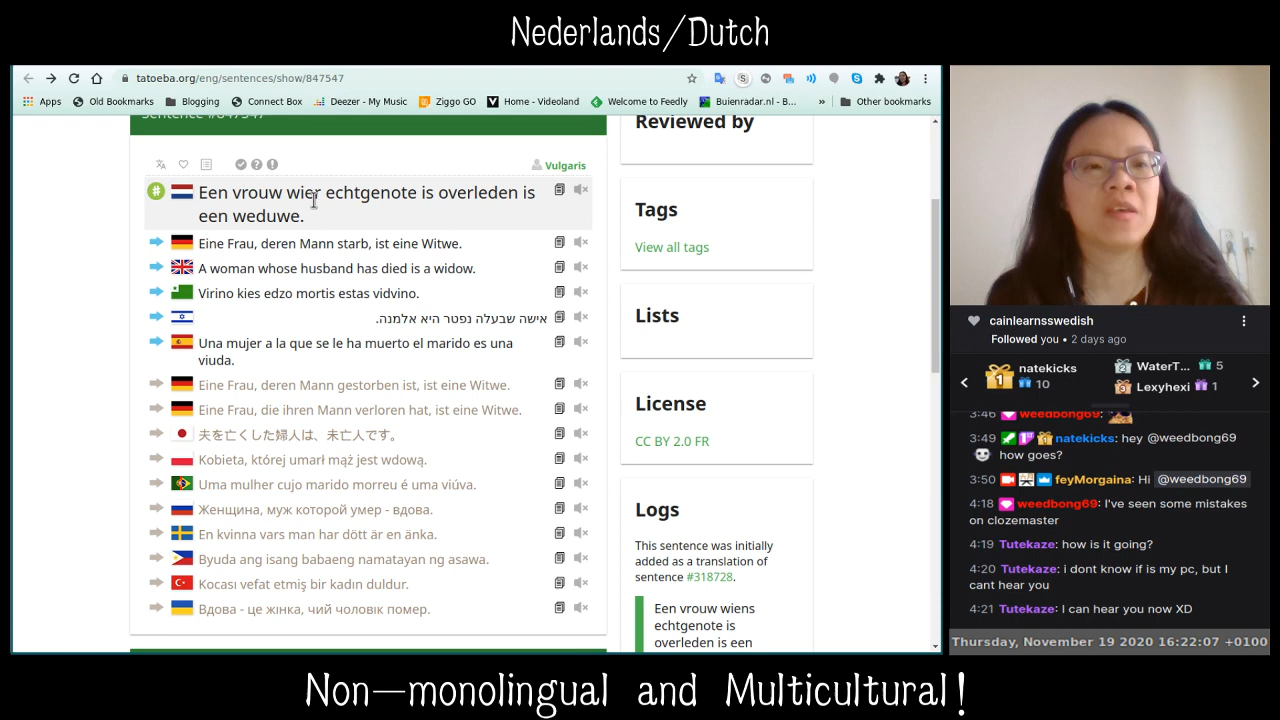 Nederlands/Dutch
tatoeba.org/eng/sentences/show/847547
Apps
Old Bookmarks
Blogging
Connect Box
Deezer - My Music
Ziggo GO
Home - Videoland
Welcome to Feedly
Buienradar.nl - B...
»
Other bookmarks
Sentence #847547
Vulgaris
Een vrouw wier echtgenote is overleden is
een weduwe.
Eine Frau, deren Mann starb, ist eine Witwe.
A woman whose husband has died is a widow.
Virino kies edzo mortis estas vidvino.
אישה שבעלה נפטר היא אלמנה.
Una mujer a la que se le ha muerto el marido es una
viuda.
Eine Frau, deren Mann gestorben ist, ist eine Witwe.
Eine Frau, die ihren Mann verloren hat, ist eine Witwe.
夫を亡くした婦人は、未亡人です。
Kobieta, której umarł mąż jest wdową.
Uma mulher cujo marido morreu é uma viúva.
Женщина, муж которой умер - вдова.
En kvinna vars man har dött är en änka.
Byuda ang isang babaeng namatayan ng asawa.
Kocası vefat etmiş bir kadın duldur.
Вдова - це жінка, чий чоловік помер.
Reviewed by
Tags
View all tags
Lists
License
CC BY 2.0 FR
Logs
This sentence was initially
added as a translation of
sentence #318728.
Een vrouw wiens
echtgenote is
overleden is een
cainlearnsswedish
Followed you • 2 days ago
1
natekicks
10
2 WaterT... 5
3 Lexyhexi 1
3:46 weedbong69:
3:49 natekicks: hey @weedbong69
how goes?
3:50 feyMorgaina: Hi @weedbong69
4:18 weedbong69: I've seen some mistakes
on clozemaster
4:19 Tutekaze: how is it going?
4:20 Tutekaze: i dont know if is my pc, but I
cant hear you
4:21 Tutekaze: I can hear you now XD
Thursday, November 19 2020 16:22:07 +0100
Non-monolingual and Multicultural!